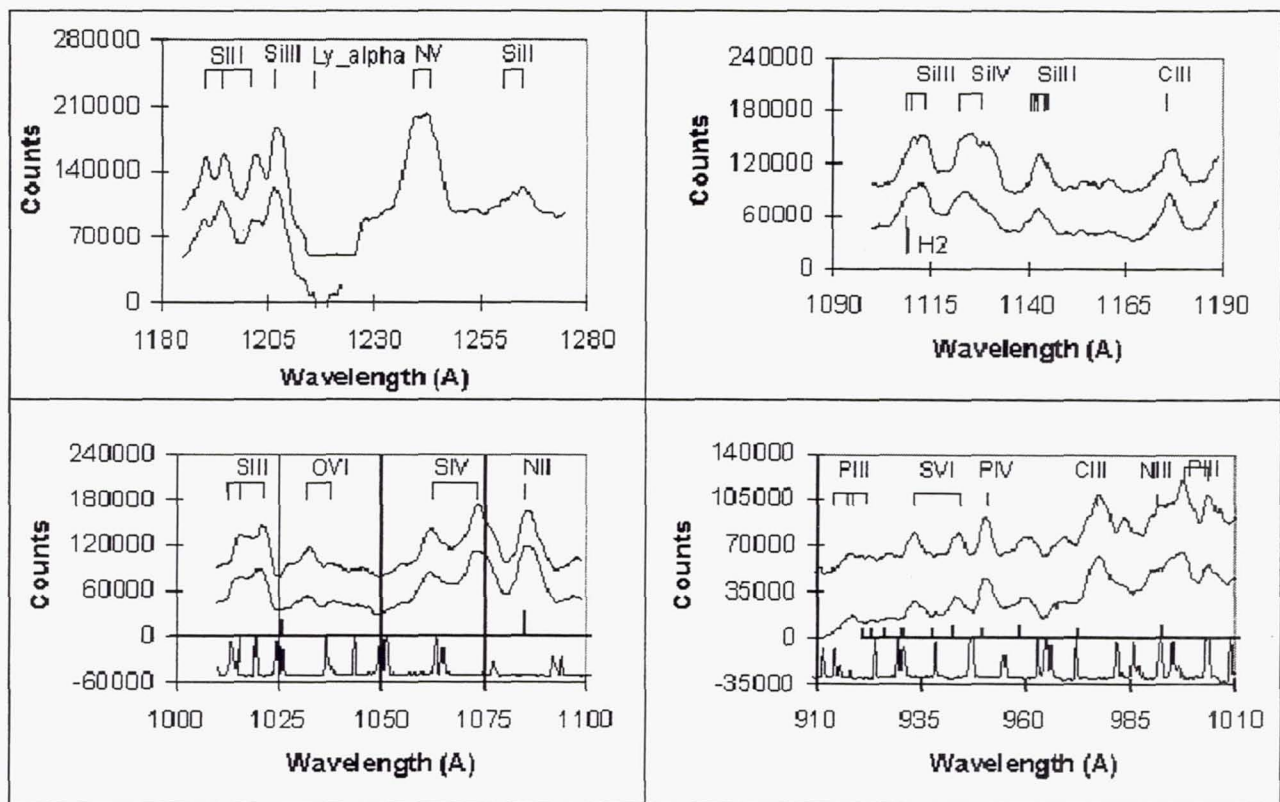 280000
210000
140000
70000
0
Counts
SIII SiIII Ly_alpha NV SiII
1180 1205 1230 1255 1280
Wavelength (A)
240000
180000
120000
60000
0
Counts
SiIII SiIV SiIII CIII
H2
1090 1115 1140 1165 1190
Wavelength (A)
240000
180000
120000
60000
0
-60000
Counts
SIII OVI SIV NII
1000 1025 1050 1075 1100
Wavelength (A)
140000
105000
70000
35000
0
-35000
Counts
PIII SVI PIV CIII NIII PIII
910 935 960 985 1010
Wavelength (A)